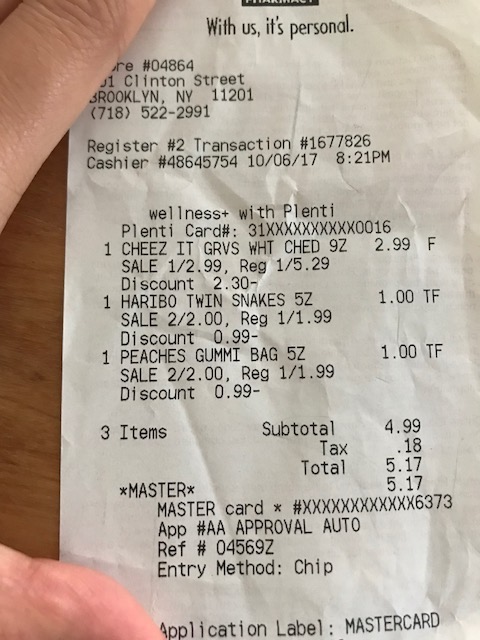 PHARMACY
With us, it's personal.
re #04864
1 Clinton Street
BROOKLYN, NY 11201
(718) 522-2991
Register #2 Transaction #1677826
Cashier #48645754 10/06/17 8:21PM
wellness+ with Plenti
Plenti Card#: 31XXXXXXXXXX0016
1 CHEEZ IT GRVS WHT CHED 9Z 2.99 F
SALE 1/2.99, Reg 1/5.29
Discount 2.30-
1 HARIBO TWIN SNAKES 5Z 1.00 TF
SALE 2/2.00, Reg 1/1.99
Discount 0.99-
1 PEACHES GUMMI BAG 5Z 1.00 TF
SALE 2/2.00, Reg 1/1.99
Discount 0.99-
3 Items Subtotal 4.99
Tax .18
Total 5.17
*MASTER* 5.17
MASTER card * #XXXXXXXXXXXX6373
App #AA APPROVAL AUTO
Ref # 04569Z
Entry Method: Chip
Application Label: MASTERCARD